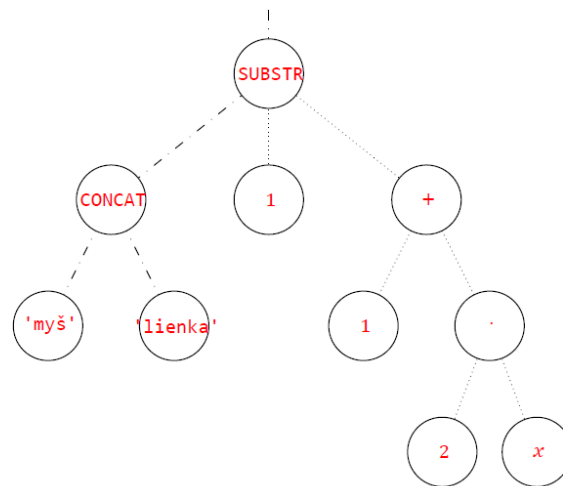 SUBSTR
CONCAT
1
+
'myš'
'lienka'
1
·
2
x